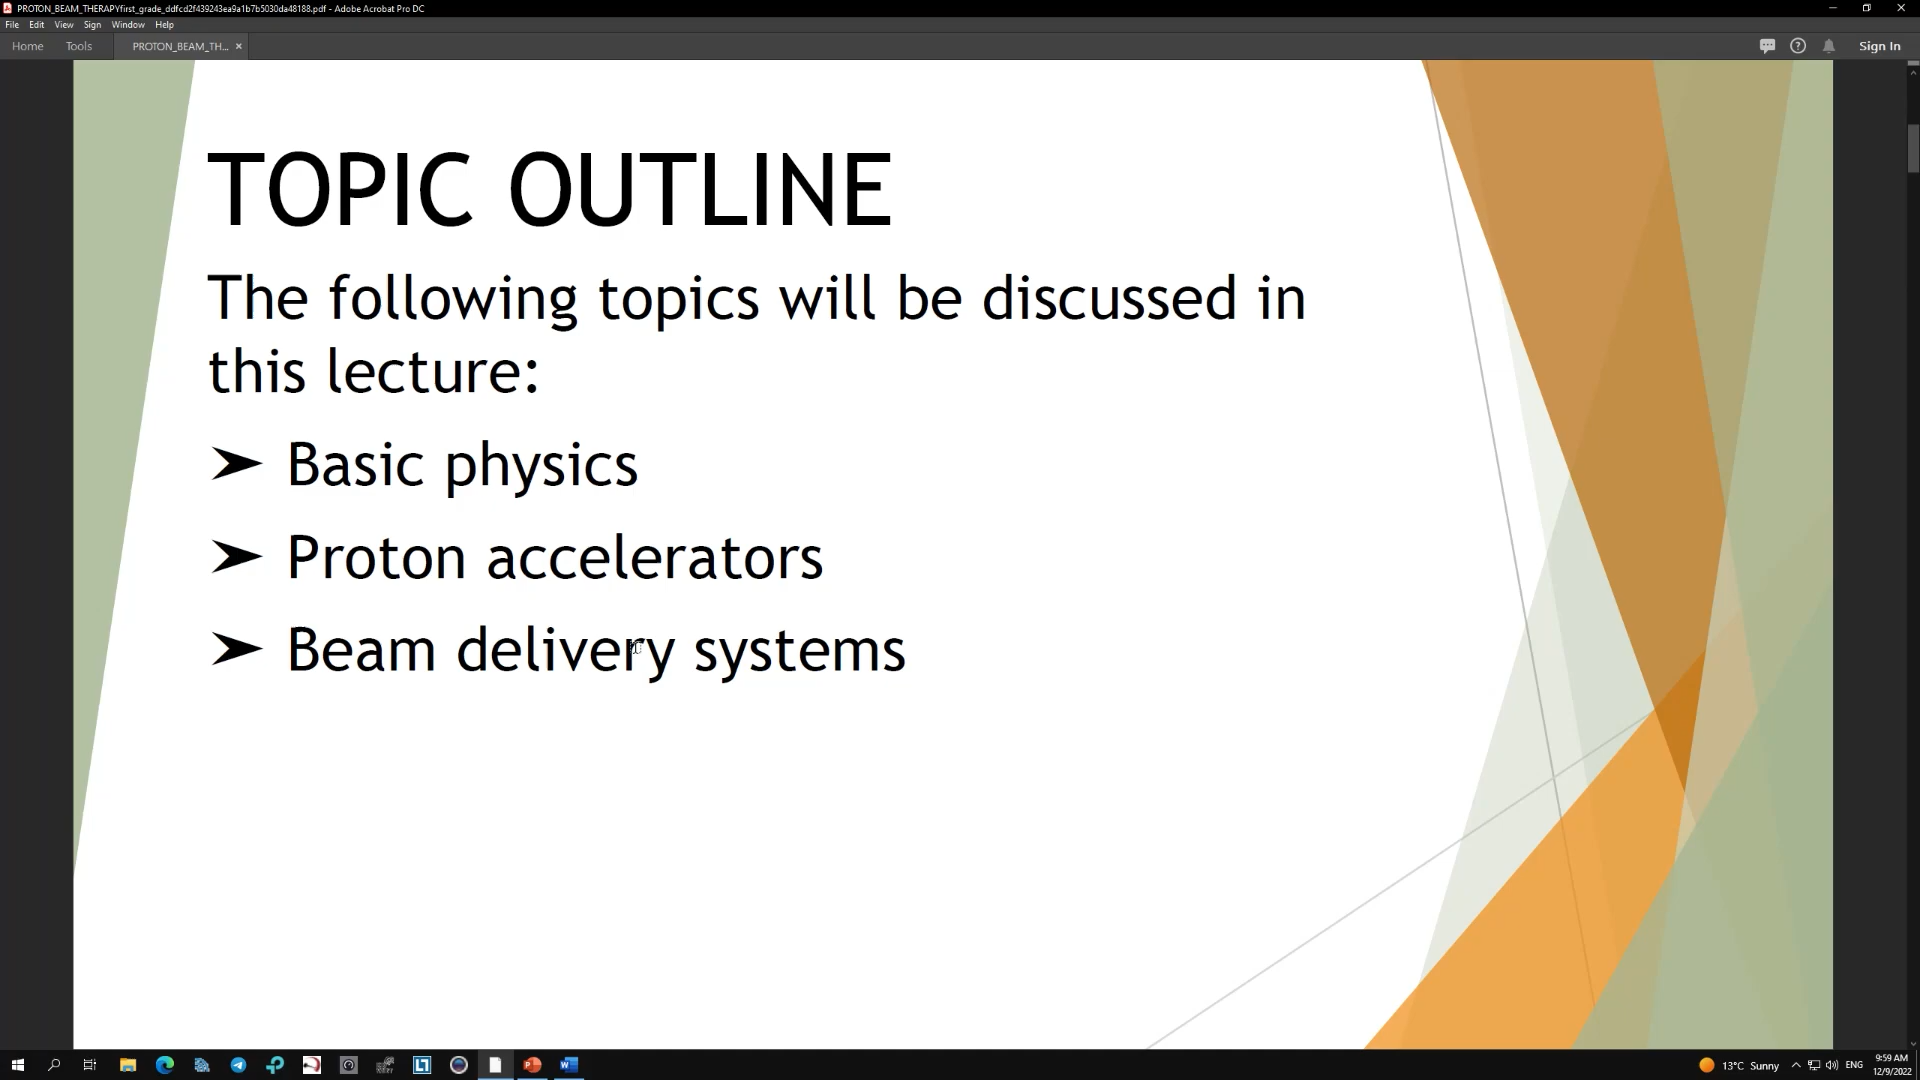 PROTON_BEAM_THERAPYfirst_grade_ddfcd2f439243ea9a1b7b5030da48188.pdf - Adobe Acrobat Pro DC
File Edit View Sign Window Help
Home Tools PROTON_BEAM_TH... × Sign In
TOPIC OUTLINE
The following topics will be discussed in
this lecture:
➤ Basic physics
➤ Proton accelerators
➤ Beam delivery systems
13°C Sunny ENG 9:59 AM
12/9/2022